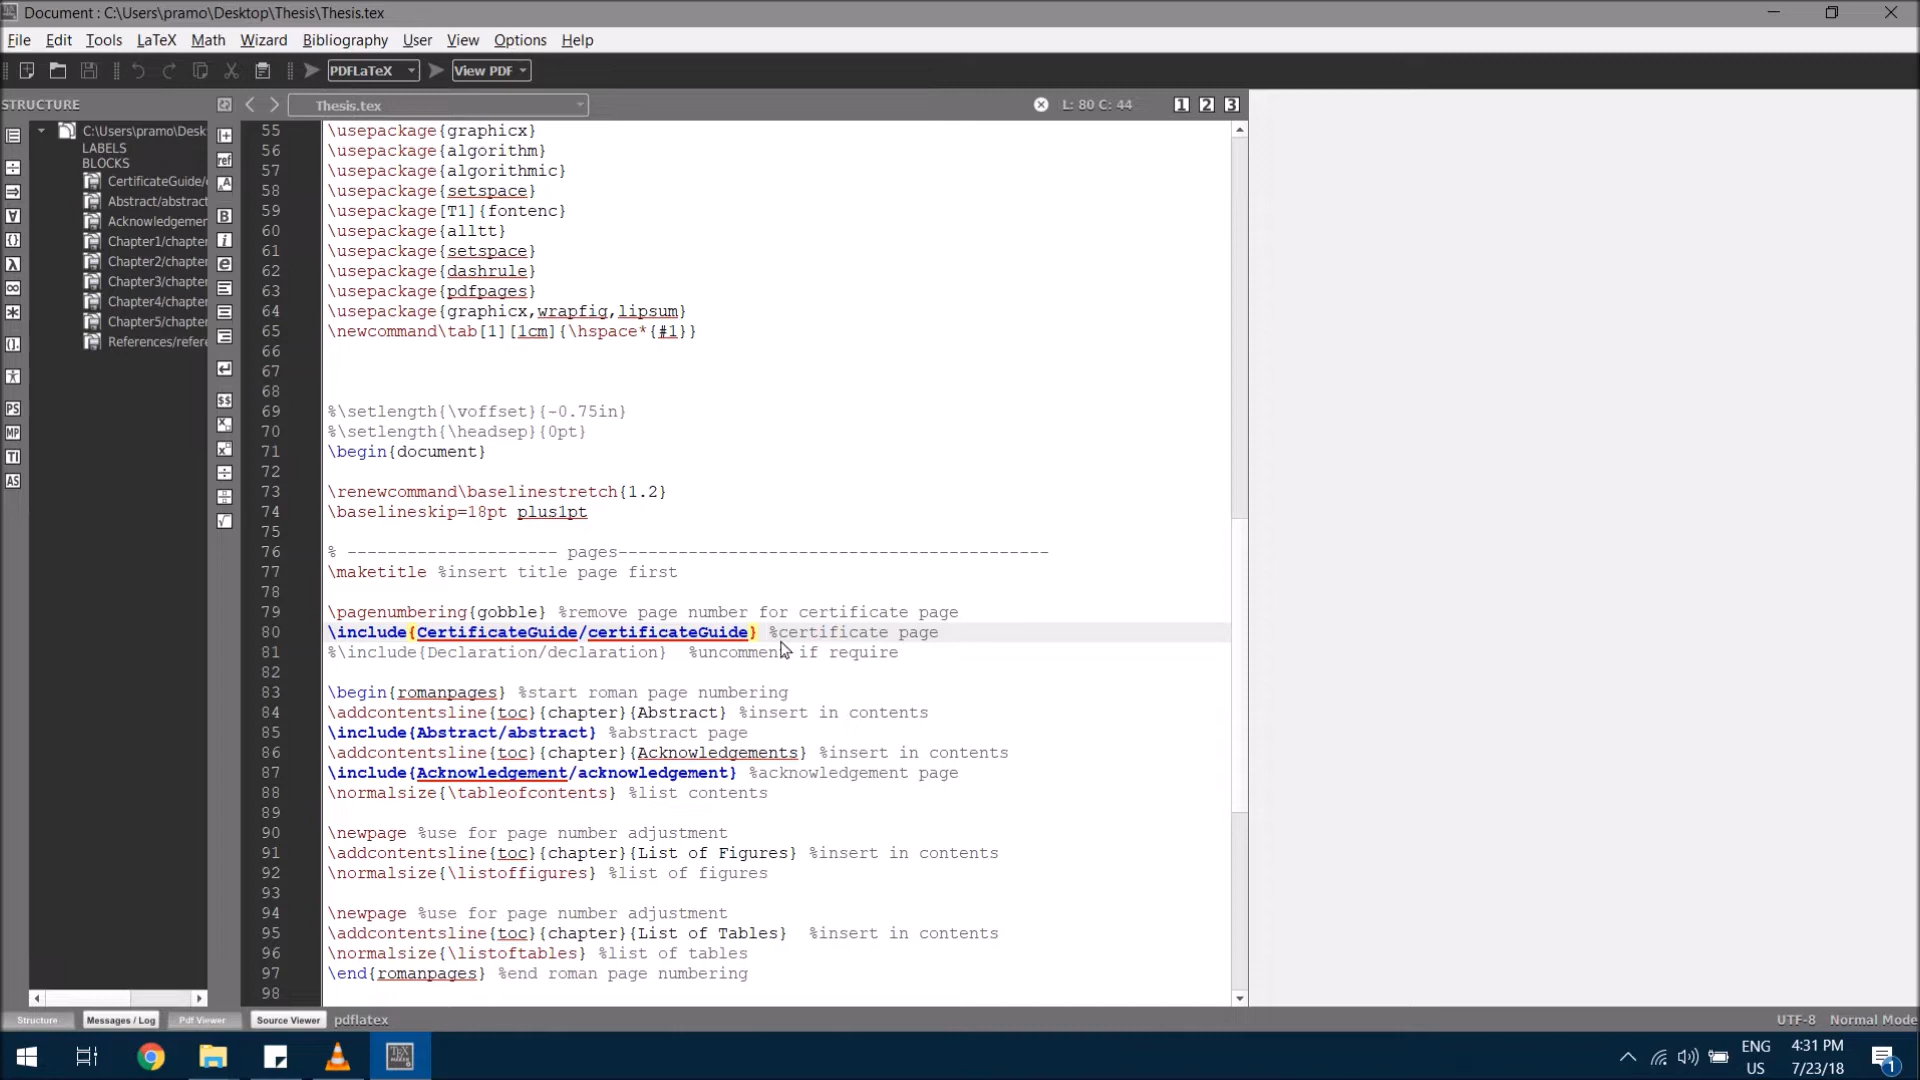 Document : C:\Users\pramo\Desktop\Thesis\Thesis.tex
File Edit Tools LaTeX Math Wizard Bibliography User View Options Help
PDFLaTeX View PDF
STRUCTURE
Thesis.tex
L: 80 C: 44
1 2 3
C:\Users\pramo\Desk
LABELS
BLOCKS
CertificateGuide/
Abstract/abstract
Acknowledgemer
Chapter1/chapter
Chapter2/chapter
Chapter3/chapter
Chapter4/chapter
Chapter5/chapter
References/refere
55 \usepackage{graphicx}
56 \usepackage{algorithm}
57 \usepackage{algorithmic}
58 \usepackage{setspace}
59 \usepackage[T1]{fontenc}
60 \usepackage{alltt}
61 \usepackage{setspace}
62 \usepackage{dashrule}
63 \usepackage{pdfpages}
64 \usepackage{graphicx,wrapfig,lipsum}
65 \newcommand\tab[1][1cm]{\hspace*{#1}}
66
67
68
69 %\setlength{\voffset}{-0.75in}
70 %\setlength{\headsep}{0pt}
71 \begin{document}
72
73 \renewcommand\baselinestretch{1.2}
74 \baselineskip=18pt plus1pt
75
76 % --------------------- pages-------------------------------------------
77 \maketitle %insert title page first
78
79 \pagenumbering{gobble} %remove page number for certificate page
80 \include{CertificateGuide/certificateGuide} %certificate page
81 %\include{Declaration/declaration} %uncomment if require
82
83 \begin{romanpages} %start roman page numbering
84 \addcontentsline{toc}{chapter}{Abstract} %insert in contents
85 \include{Abstract/abstract} %abstract page
86 \addcontentsline{toc}{chapter}{Acknowledgements} %insert in contents
87 \include{Acknowledgement/acknowledgement} %acknowledgement page
88 \normalsize{\tableofcontents} %list contents
89
90 \newpage %use for page number adjustment
91 \addcontentsline{toc}{chapter}{List of Figures} %insert in contents
92 \normalsize{\listoffigures} %list of figures
93
94 \newpage %use for page number adjustment
95 \addcontentsline{toc}{chapter}{List of Tables} %insert in contents
96 \normalsize{\listoftables} %list of tables
97 \end{romanpages} %end roman page numbering
98
ref
PS
MP
TI
AS
Structure Messages / Log Pdf Viewer Source Viewer pdflatex
UTF-8 Normal Mode
ENG
US
4:31 PM
7/23/18
1